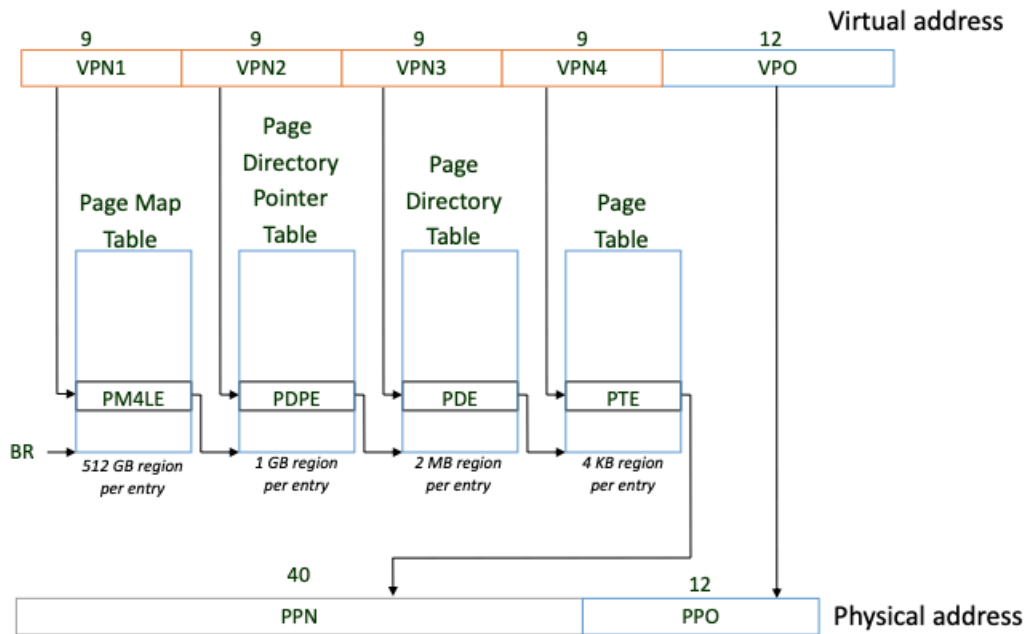 Virtual address
9 9 9 9 12
VPN1 VPN2 VPN3 VPN4 VPO
Page Map
Table
Page
Directory
Pointer
Table
Page
Directory
Table
Page
Table
PM4LE PDPE PDE PTE
BR
512 GB region
per entry
1 GB region
per entry
2 MB region
per entry
4 KB region
per entry
40 12
PPN PPO
Physical address